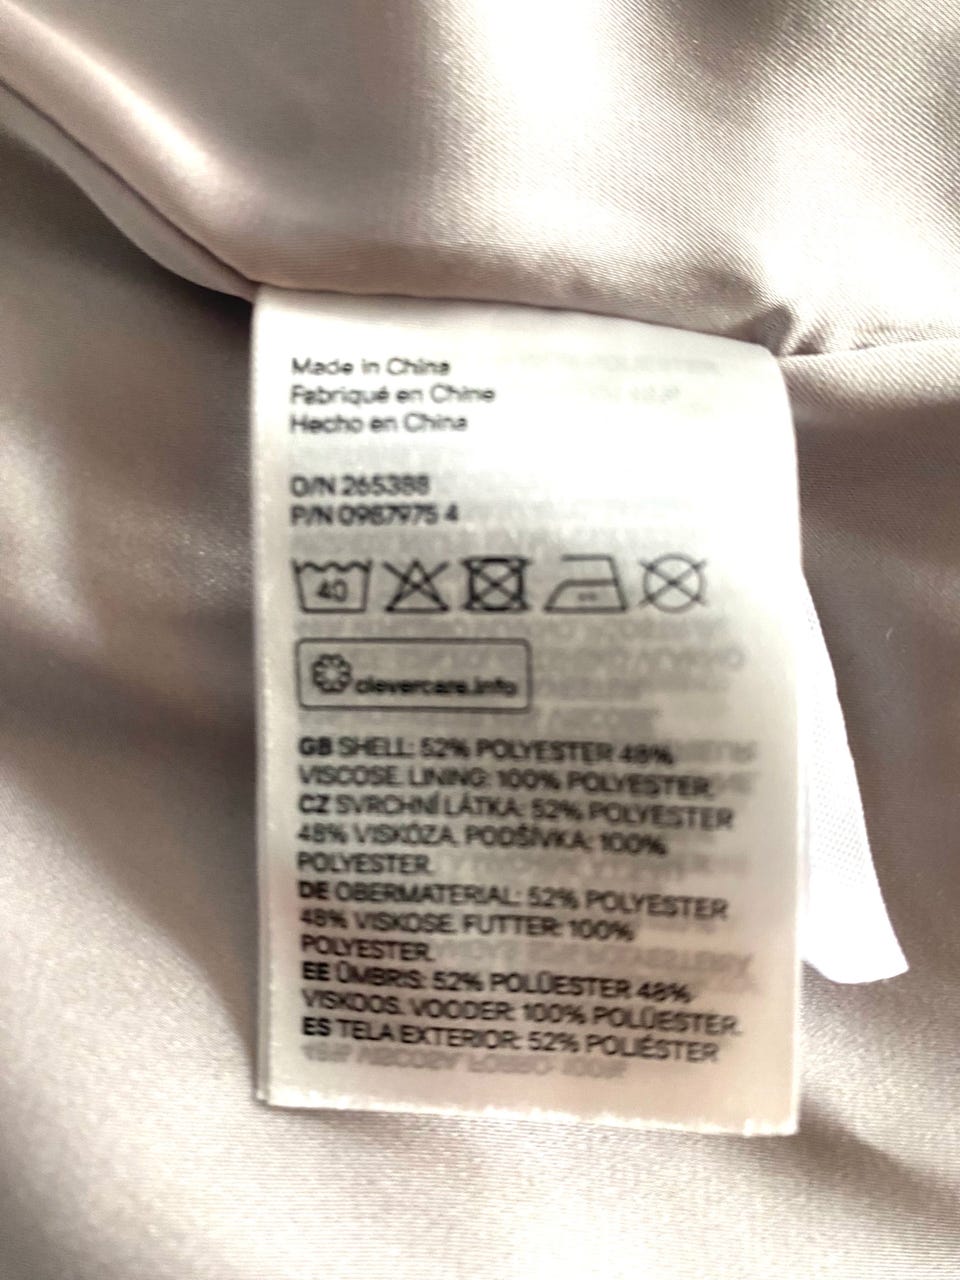 Made in China
Fabriqué en Chine
Hecho en China
O/N 265388
P/N 0987975 4
40
clevercare.info
GB SHELL: 52% POLYESTER 48%
VISCOSE. LINING: 100% POLYESTER.
CZ SVRCHNÍ LÁTKA: 52% POLYESTER
48% VISKÓZA. PODŠÍVKA: 100%
POLYESTER.
DE OBERMATERIAL: 52% POLYESTER
48% VISKOSE. FUTTER: 100%
POLYESTER.
EE ÜMBRIS: 52% POLÜESTER 48%
VISKOOS. VOODER: 100% POLÜESTER.
ES TELA EXTERIOR: 52% POLIÉSTER